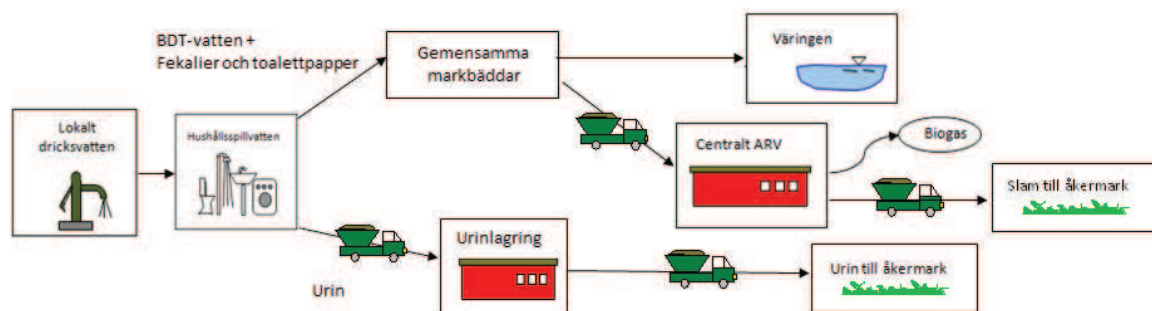 BDT-vatten +
Fekalier och toalettpapper
Gemensamma
markbäddar
Väringen
Lokalt
dricksvatten
Hushållsspillvatten
Centralt ARV
Biogas
Slam till åkermark
Urinlagring
Urin
Urin till åkermark